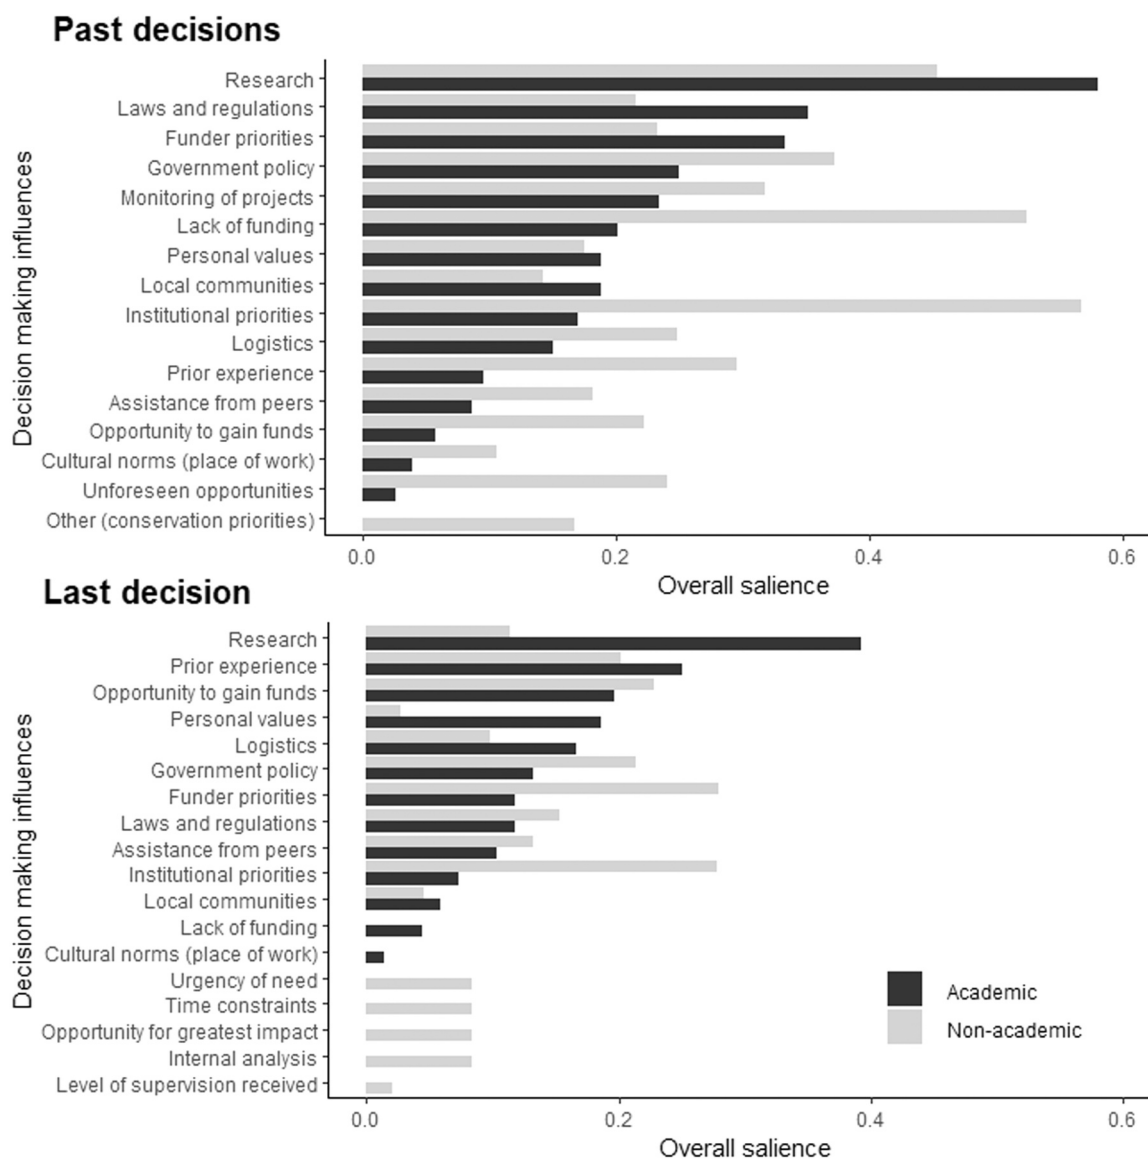 Past decisions
Decision making influences
Research
Laws and regulations
Funder priorities
Government policy
Monitoring of projects
Lack of funding
Personal values
Local communities
Institutional priorities
Logistics
Prior experience
Assistance from peers
Opportunity to gain funds
Cultural norms (place of work)
Unforeseen opportunities
Other (conservation priorities)
0.0 0.2 0.4 0.6
Overall salience
Last decision
Decision making influences
Research
Prior experience
Opportunity to gain funds
Personal values
Logistics
Government policy
Funder priorities
Laws and regulations
Assistance from peers
Institutional priorities
Local communities
Lack of funding
Cultural norms (place of work)
Urgency of need
Time constraints
Opportunity for greatest impact
Internal analysis
Level of supervision received
Academic
Non-academic
0.0 0.2 0.4 0.6
Overall salience